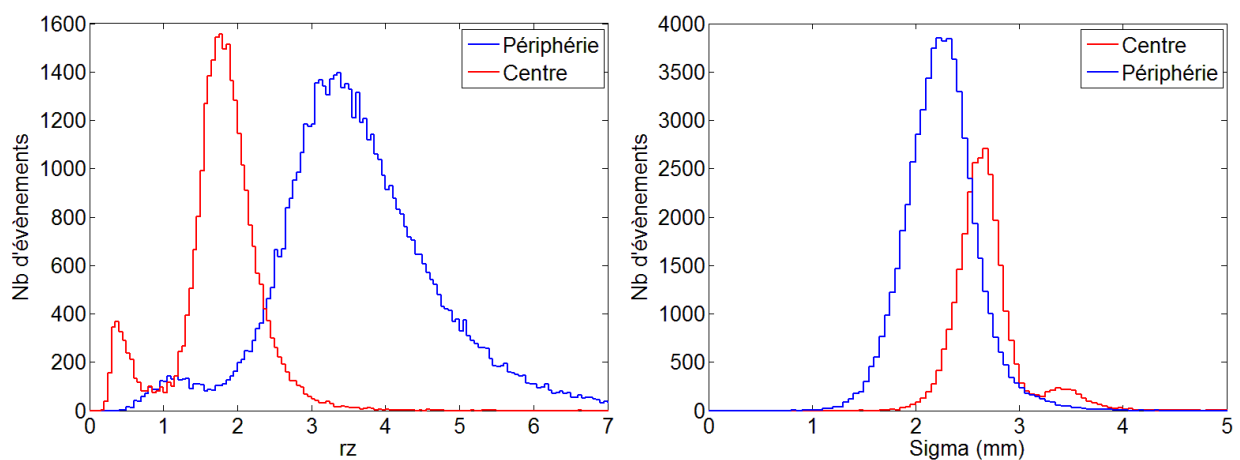 1600
1400
1200
1000
800
600
400
200
0
Nb d'évènements
0 1 2 3 4 5 6 7
rz
Périphérie
Centre
4000
3500
3000
2500
2000
1500
1000
500
0
Nb d'évènements
0 1 2 3 4 5
Sigma (mm)
Centre
Périphérie